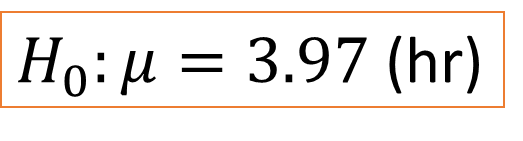 H₀: μ = 3.97 (hr)